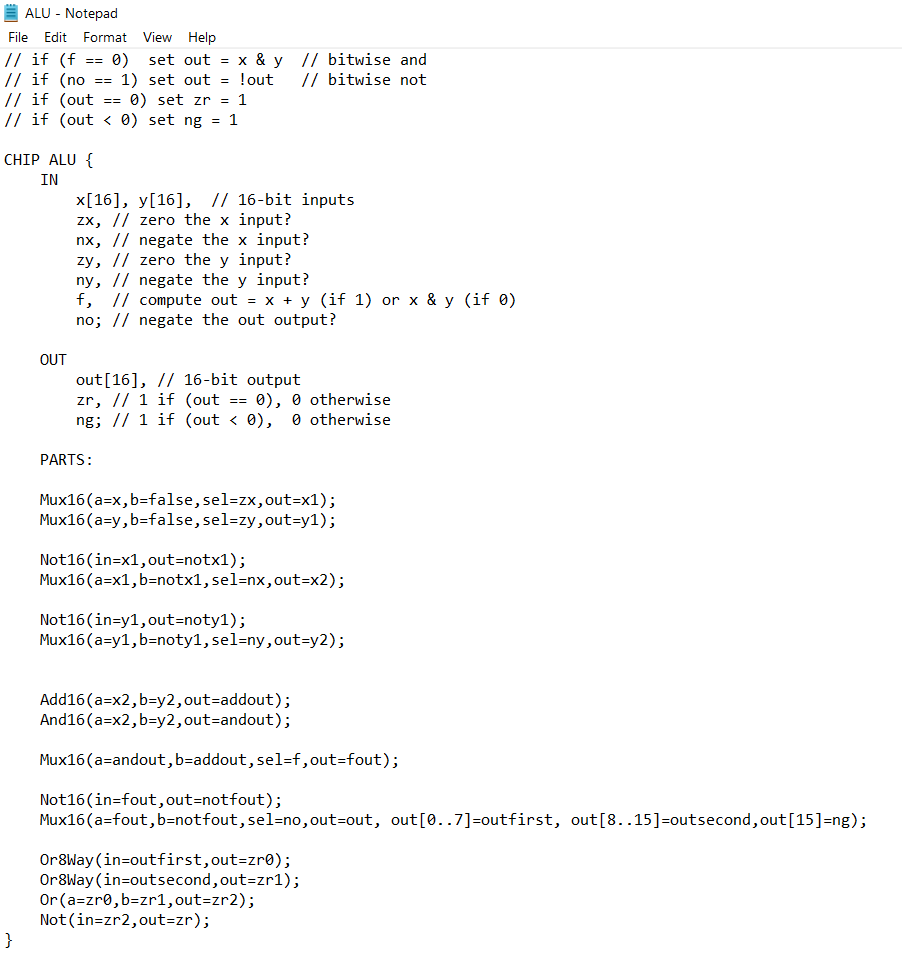 ALU - Notepad
File Edit Format View Help
// if (f == 0)  set out = x & y  // bitwise and
// if (no == 1) set out = !out   // bitwise not
// if (out == 0) set zr = 1
// if (out < 0) set ng = 1

CHIP ALU {
    IN
        x[16], y[16],  // 16-bit inputs
        zx, // zero the x input?
        nx, // negate the x input?
        zy, // zero the y input?
        ny, // negate the y input?
        f,  // compute out = x + y (if 1) or x & y (if 0)
        no; // negate the out output?

    OUT
        out[16], // 16-bit output
        zr, // 1 if (out == 0), 0 otherwise
        ng; // 1 if (out < 0),  0 otherwise

    PARTS:

    Mux16(a=x,b=false,sel=zx,out=x1);
    Mux16(a=y,b=false,sel=zy,out=y1);

    Not16(in=x1,out=notx1);
    Mux16(a=x1,b=notx1,sel=nx,out=x2);

    Not16(in=y1,out=noty1);
    Mux16(a=y1,b=noty1,sel=ny,out=y2);


    Add16(a=x2,b=y2,out=addout);
    And16(a=x2,b=y2,out=andout);

    Mux16(a=andout,b=addout,sel=f,out=fout);

    Not16(in=fout,out=notfout);
    Mux16(a=fout,b=notfout,sel=no,out=out, out[0..7]=outfirst, out[8..15]=outsecond,out[15]=ng);

    Or8Way(in=outfirst,out=zr0);
    Or8Way(in=outsecond,out=zr1);
    Or(a=zr0,b=zr1,out=zr2);
    Not(in=zr2,out=zr);
}